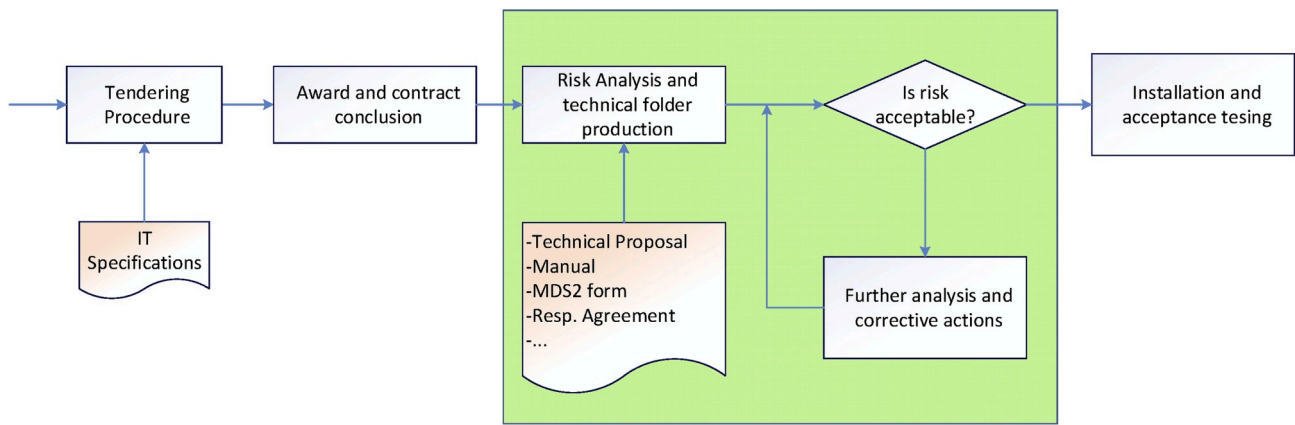 Tendering
Procedure
Award and contract
conclusion
Risk Analysis and
technical folder
production
Is risk
acceptable?
Installation and
acceptance tesing
IT
Specifications
-Technical Proposal
-Manual
-MDS2 form
-Resp. Agreement
-...
Further analysis and
corrective actions